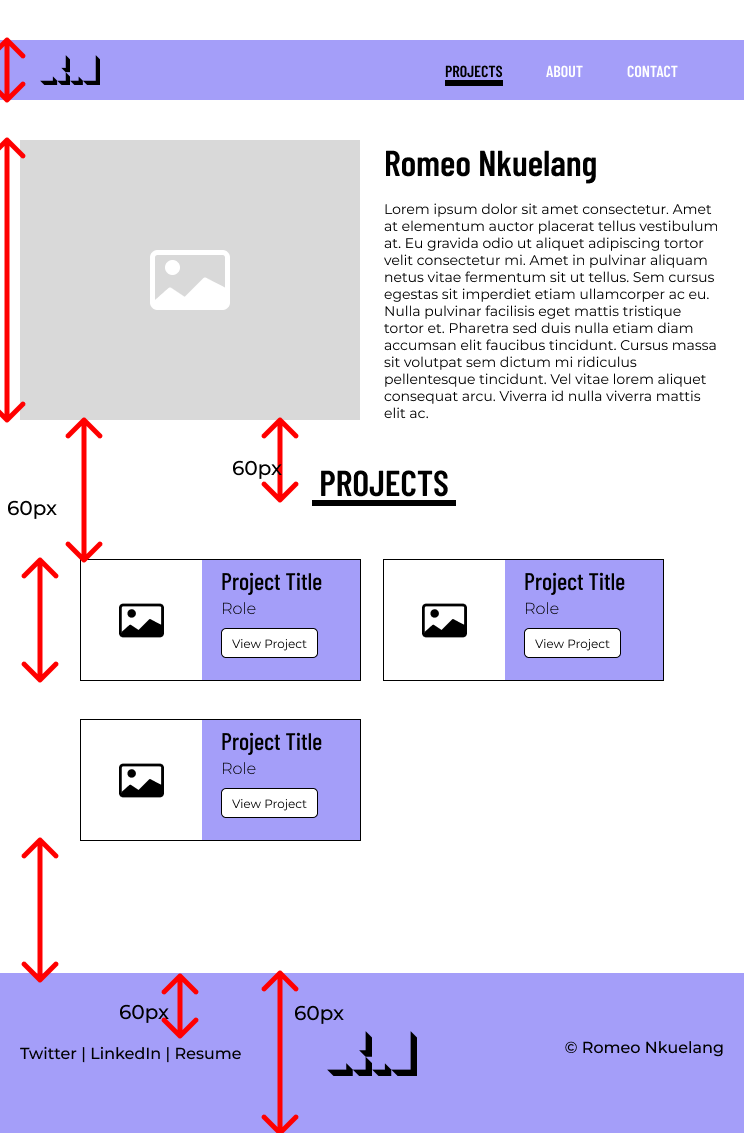 PROJECTS ABOUT CONTACT
Romeo Nkuelang
Lorem ipsum dolor sit amet consectetur. Amet
at elementum auctor placerat tellus vestibulum
at. Eu gravida odio ut aliquet adipiscing tortor
velit consectetur mi. Amet in pulvinar aliquam
netus vitae fermentum sit ut tellus. Sem cursus
egestas sit imperdiet etiam ullamcorper ac eu.
Nulla pulvinar facilisis eget mattis tristique
tortor et. Pharetra sed duis nulla etiam diam
accumsan elit faucibus tincidunt. Cursus massa
sit volutpat sem dictum mi ridiculus
pellentesque tincidunt. Vel vitae lorem aliquet
consequat arcu. Viverra id nulla viverra mattis
elit ac.
60px
PROJECTS
60px
Project Title
Role
View Project
Project Title
Role
View Project
Project Title
Role
View Project
60px
60px
Twitter | LinkedIn | Resume
© Romeo Nkuelang